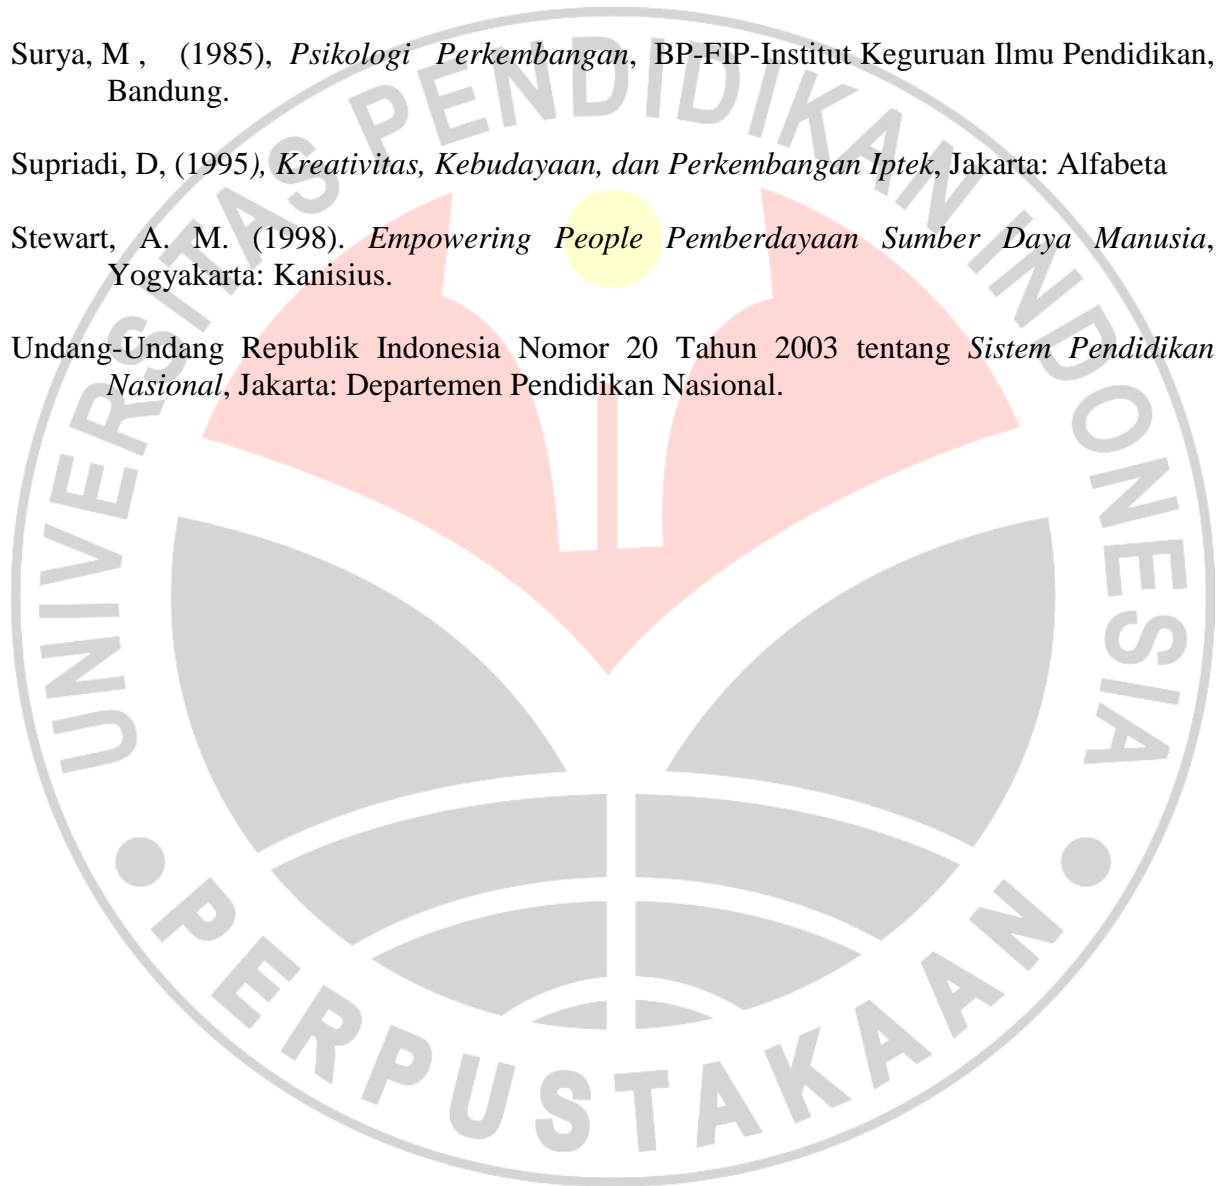 Surya, M , (1985), Psikologi Perkembangan, BP-FIP-Institut Keguruan Ilmu Pendidikan,
Bandung.
Supriadi, D, (1995), Kreativitas, Kebudayaan, dan Perkembangan Iptek, Jakarta: Alfabeta
Stewart, A. M. (1998). Empowering People Pemberdayaan Sumber Daya Manusia,
Yogyakarta: Kanisius.
Undang-Undang Republik Indonesia Nomor 20 Tahun 2003 tentang Sistem Pendidikan
Nasional, Jakarta: Departemen Pendidikan Nasional.
UNIVERSITAS PENDIDIKAN INDONESIA
PERPUSTAKAAN